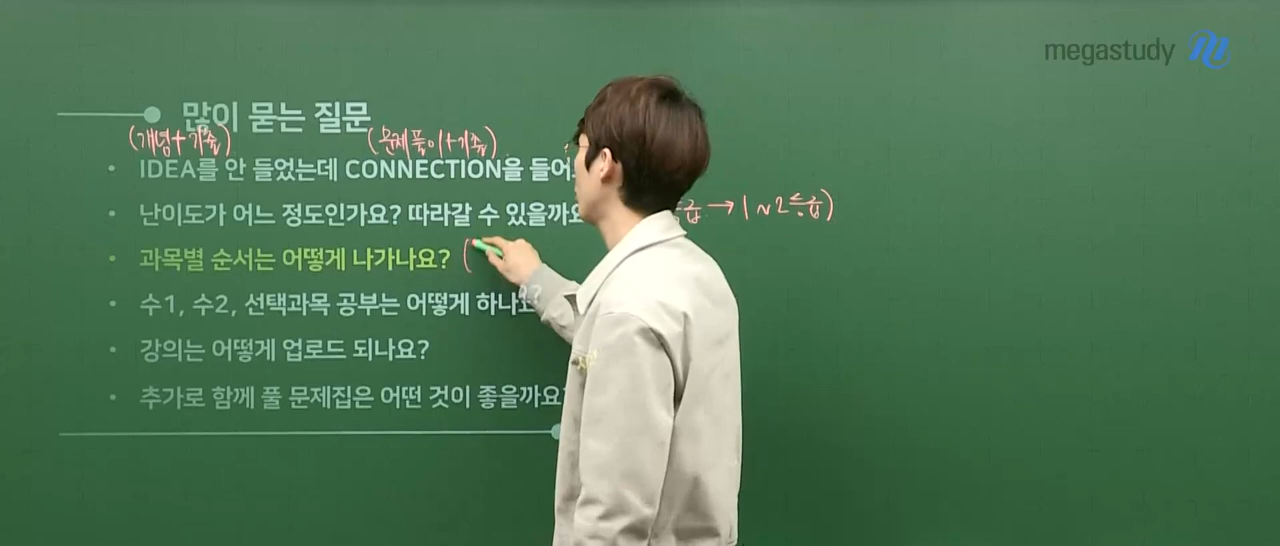 megastudy
많이 묻는 질문
(개념+기출) (문제풀이+기출)
IDEA를 안 들었는데 CONNECTION을 들어
난이도가 어느 정도인가요? 따라갈 수 있을까요
급 → 1~2등급)
과목별 순서는 어떻게 나가나요? (
수1, 수2, 선택과목 공부는 어떻게 하나요?
강의는 어떻게 업로드 되나요?
추가로 함께 풀 문제집은 어떤 것이 좋을까요?